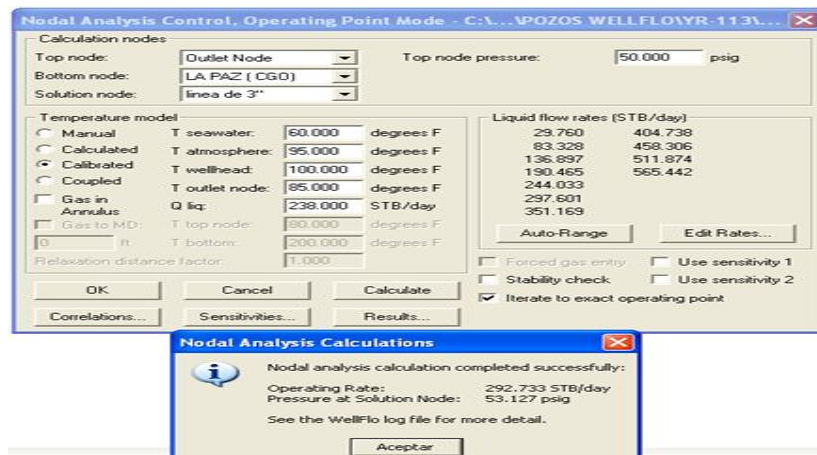 Nodal Analysis Control, Operating Point Mode - C:\...\POZOS WELLFLO\YR-113\...
Calculation nodes
Top node: Outlet Node Top node pressure: 50.000 psig
Bottom node: LA PAZ ( CGO)
Solution node: linea de 3"
Temperature model Liquid flow rates (STB/day)
Manual T seawater: 60.000 degrees F 29.760 404.738
Calculated T atmosphere: 95.000 degrees F 83.328 458.306
Calibrated T wellhead: 100.000 degrees F 136.897 511.874
Coupled T outlet node: 85.000 degrees F 190.465 565.442
Gas in Annulus Q liq: 238.000 STB/day 244.033
297.601
351.169
Gas to MD: T top node: 80.000 degrees F
0 ft T bottom: 200.000 degrees F Auto-Range Edit Rates...
Relaxation distance factor: 1.000
Forced gas entry Use sensitivity 1
Stability check Use sensitivity 2
Iterate to exact operating point
OK Cancel Calculate
Correlations... Sensitivities... Results...
Nodal Analysis Calculations
Nodal analysis calculation completed successfully:
Operating Rate: 292.733 STB/day
Pressure at Solution Node: 53.127 psig
See the WellFlo log file for more detail.
Aceptar